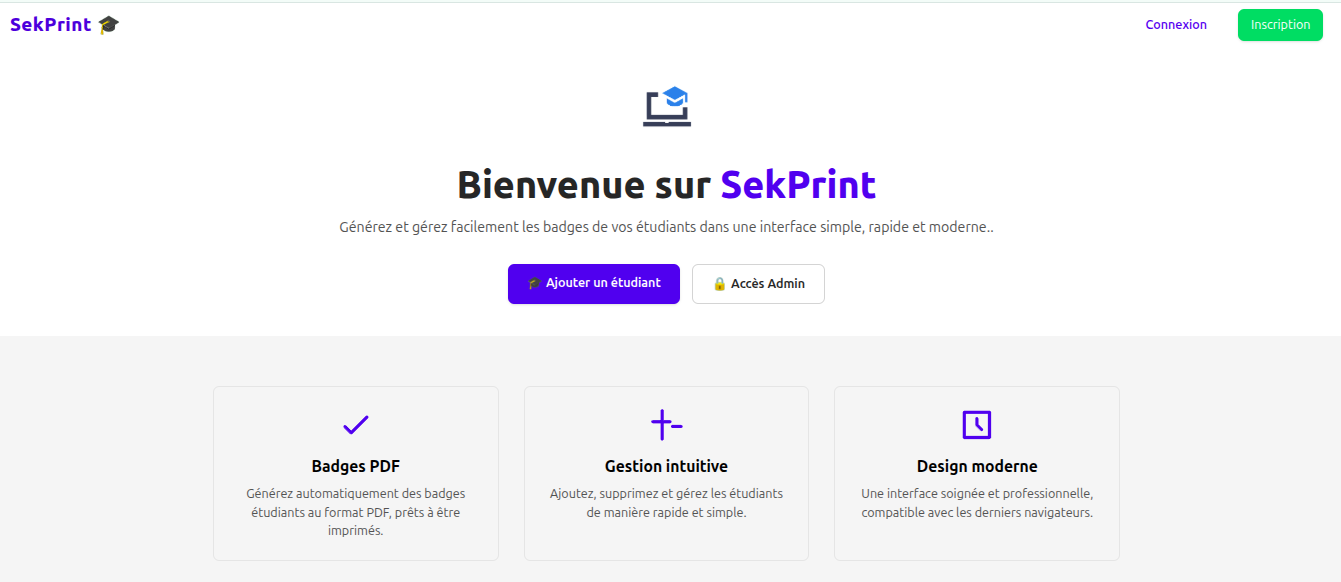 SekPrint 🎓
Connexion
Inscription
Bienvenue sur SekPrint
Générez et gérez facilement les badges de vos étudiants dans une interface simple, rapide et moderne..
🎓 Ajouter un étudiant
🔒 Accès Admin
Badges PDF
Générez automatiquement des badges
étudiants au format PDF, prêts à être
imprimés.
Gestion intuitive
Ajoutez, supprimez et gérez les étudiants
de manière rapide et simple.
Design moderne
Une interface soignée et professionnelle,
compatible avec les derniers navigateurs.